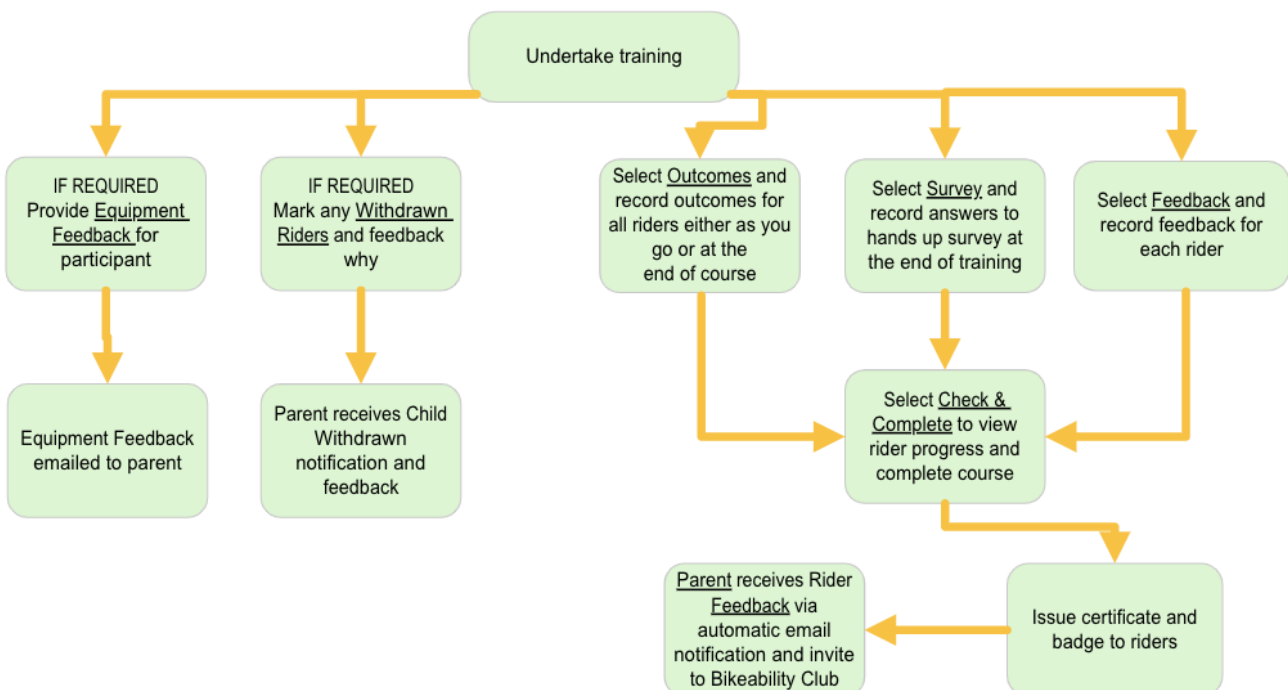 Undertake training
IF REQUIRED
Provide Equipment
Feedback for
participant
IF REQUIRED
Mark any Withdrawn
Riders and feedback
why
Select Outcomes and
record outcomes for
all riders either as you
go or at the
end of course
Select Survey and
record answers to
hands up survey at
the end of training
Select Feedback and
record feedback for
each rider
Equipment Feedback
emailed to parent
Parent receives Child
Withdrawn
notification and
feedback
Select Check &
Complete to view
rider progress and
complete course
Issue certificate and
badge to riders
Parent receives Rider
Feedback via
automatic email
notification and invite
to Bikeability Club